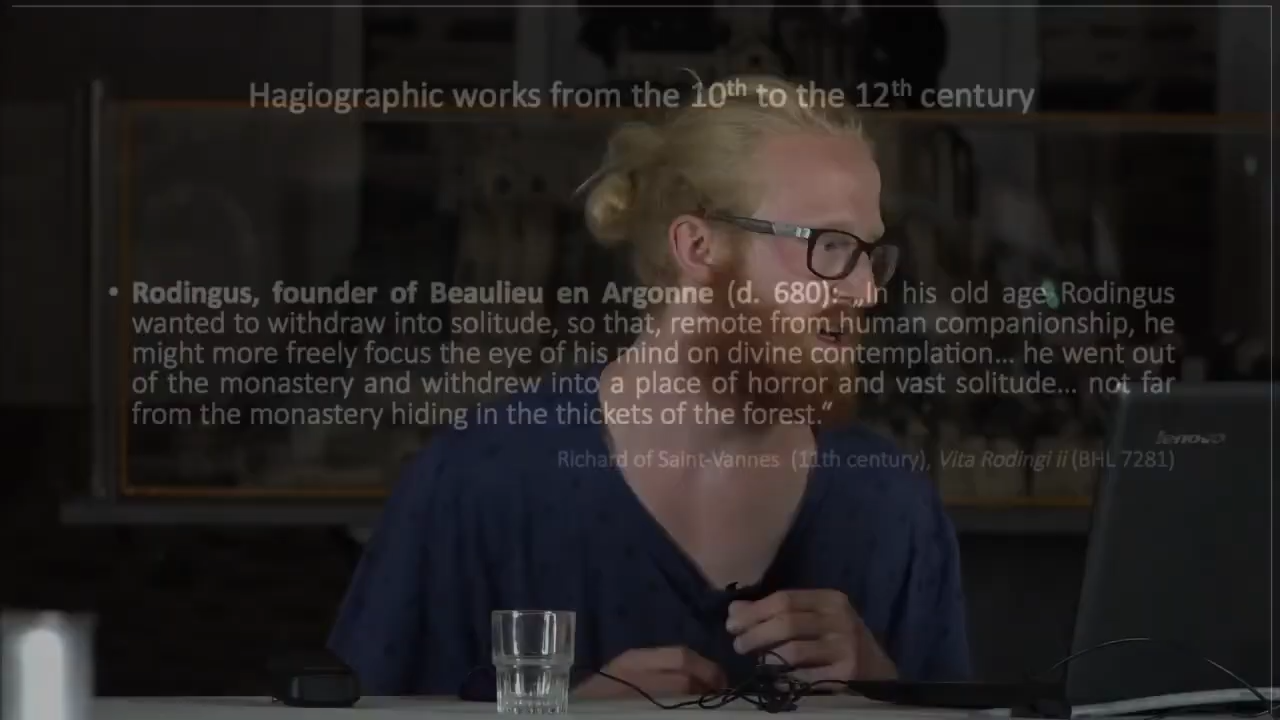 Hagiographic works from the 10th to the 12th century
• Rodingus, founder of Beaulieu en Argonne (d. 680): „In his old age Rodingus
wanted to withdraw into solitude, so that, remote from human companionship, he
might more freely focus the eye of his mind on divine contemplation... he went out
of the monastery and withdrew into a place of horror and vast solitude... not far
from the monastery hiding in the thickets of the forest.“
Richard of Saint-Vannes (11th century), Vita Rodingi ii (BHL 7281)
lenovo